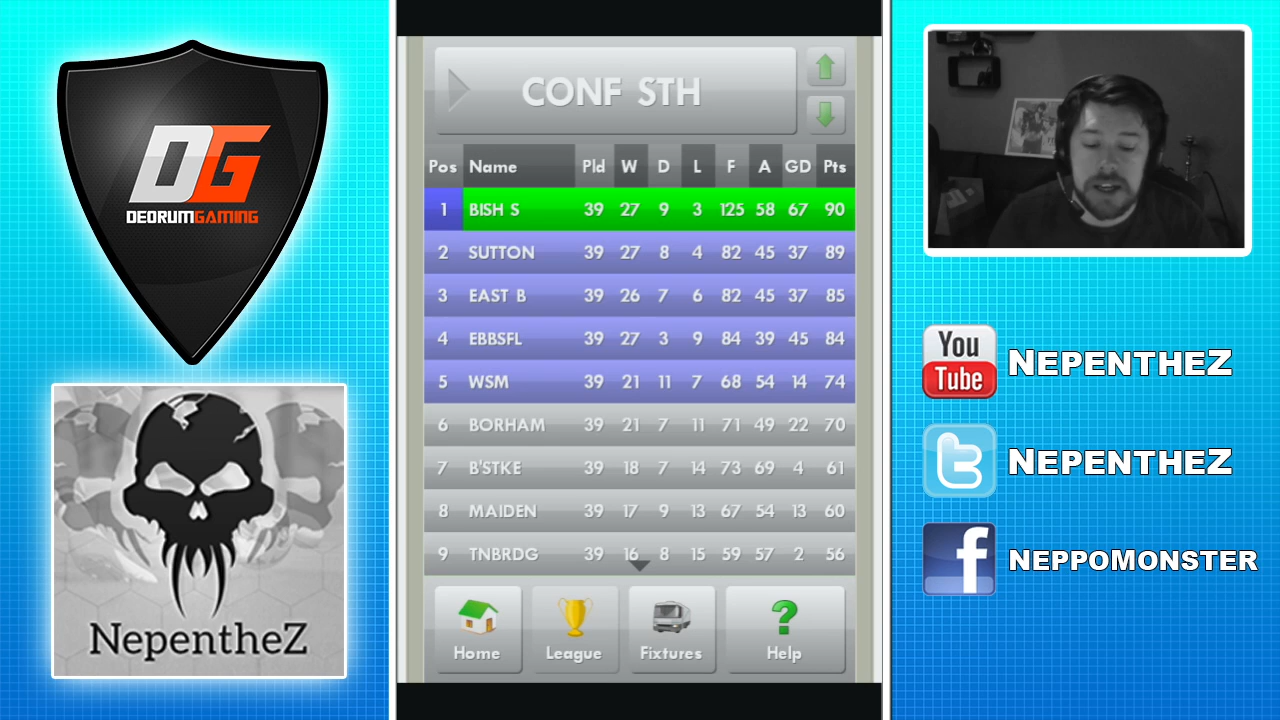 DG
DEORUMGAMING
NepentheZ
CONF STH
Pos Name Pld W D L F A GD Pts
1 BISH S 39 27 9 3 125 58 67 90
2 SUTTON 39 27 8 4 82 45 37 89
3 EAST B 39 26 7 6 82 45 37 85
4 EBBSFL 39 27 3 9 84 39 45 84
5 WSM 39 21 11 7 68 54 14 74
6 BORHAM 39 21 7 11 71 49 22 70
7 B'STKE 39 18 7 14 73 69 4 61
8 MAIDEN 39 17 9 13 67 54 13 60
9 TNBRDG 39 16 8 15 59 57 2 56
Home League Fixtures ? Help
You
Tube
NEPENTHEZ
t NEPENTHEZ
f NEPPOMONSTER